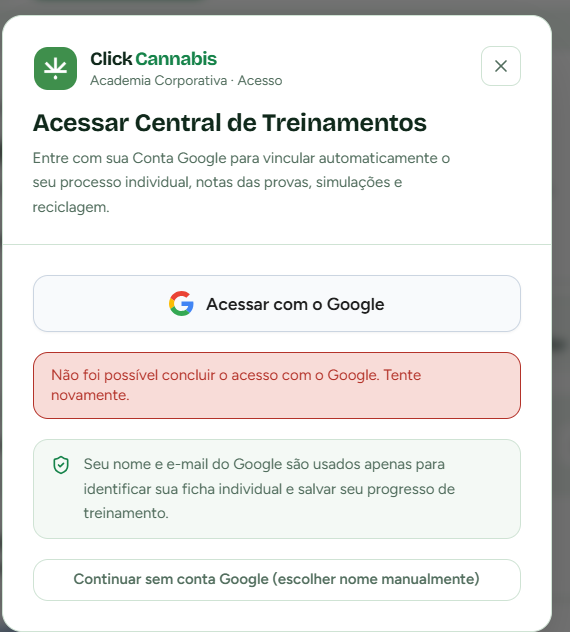 Click Cannabis
Academia Corporativa · Acesso
Acessar Central de Treinamentos
Entre com sua Conta Google para vincular automaticamente o
seu processo individual, notas das provas, simulações e
reciclagem.
Acessar com o Google
Não foi possível concluir o acesso com o Google. Tente
novamente.
Seu nome e e-mail do Google são usados apenas para
identificar sua ficha individual e salvar seu progresso de
treinamento.
Continuar sem conta Google (escolher nome manualmente)